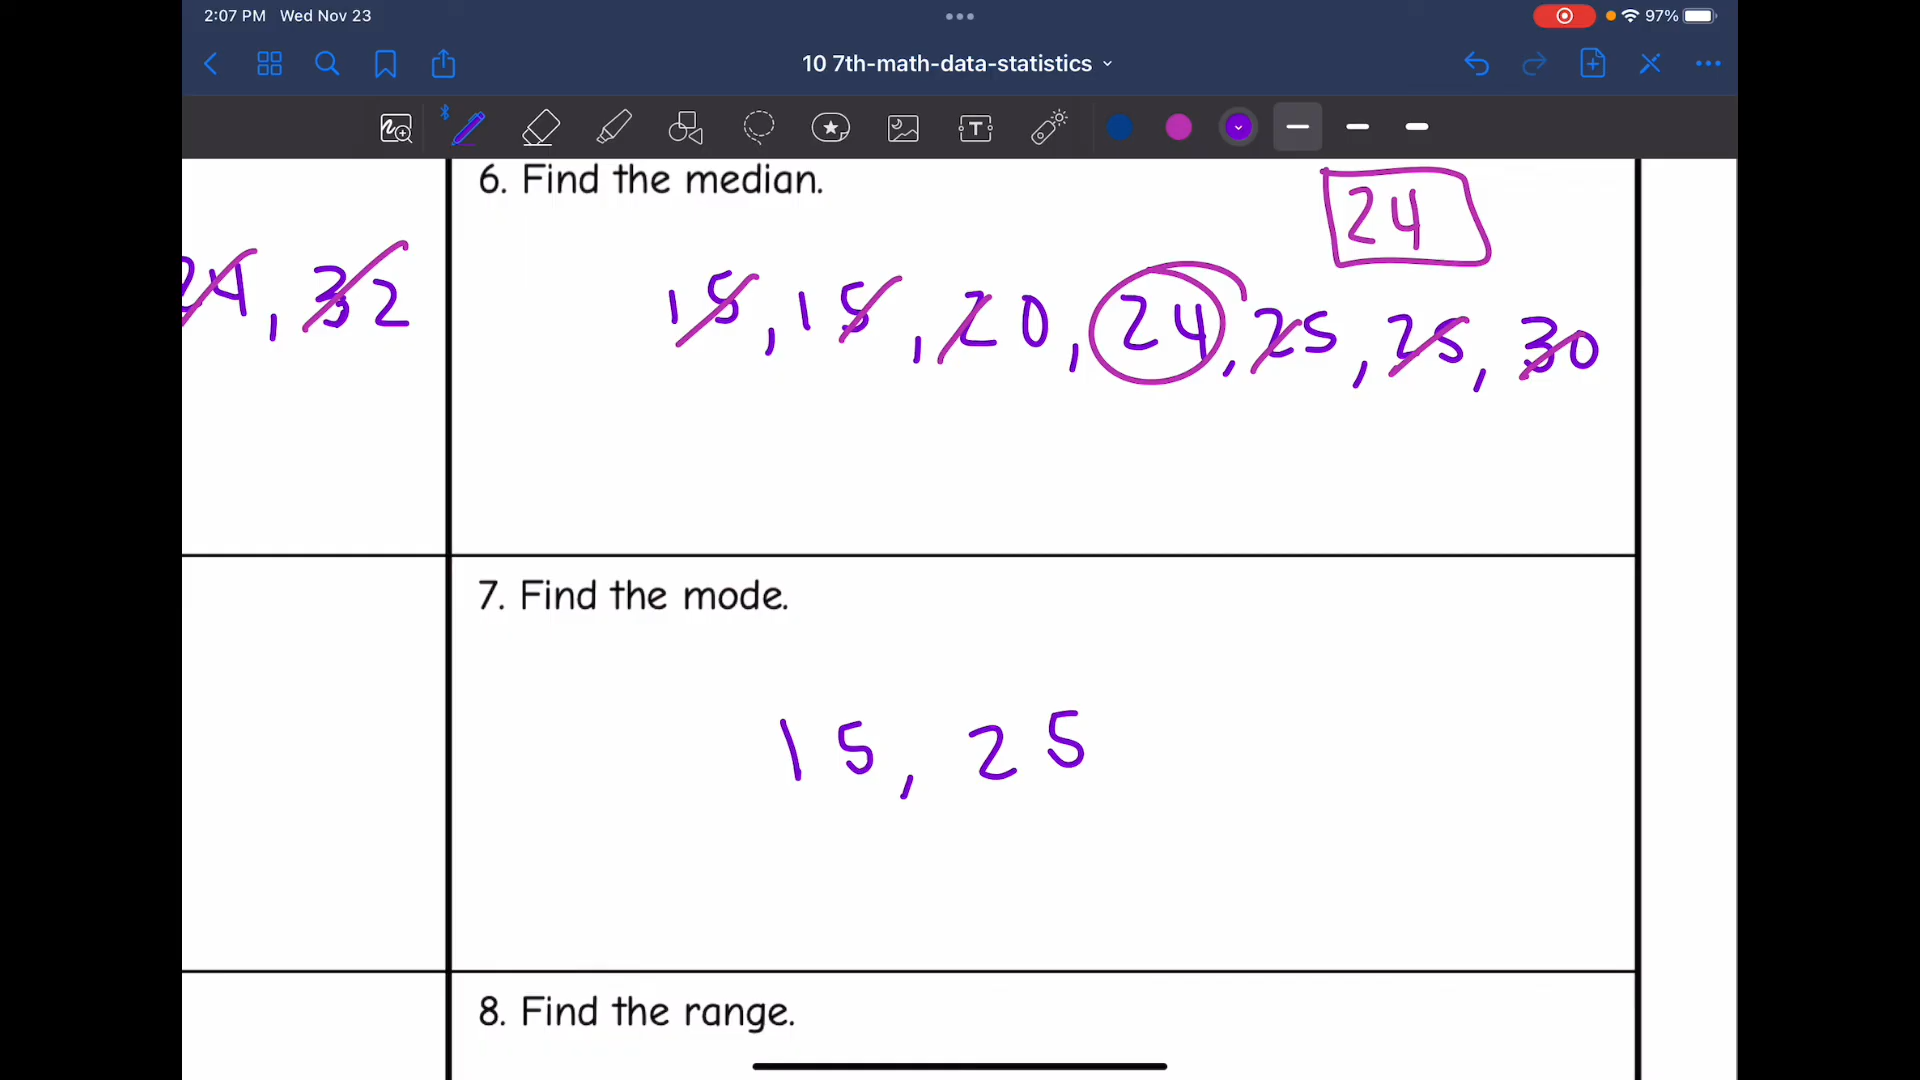 2:07 PM Wed Nov 23
97%
10 7th-math-data-statistics
T
6. Find the median.
24
24, 32
15, 15, 20, 24, 25, 25, 30
7. Find the mode.
15, 25
8. Find the range.